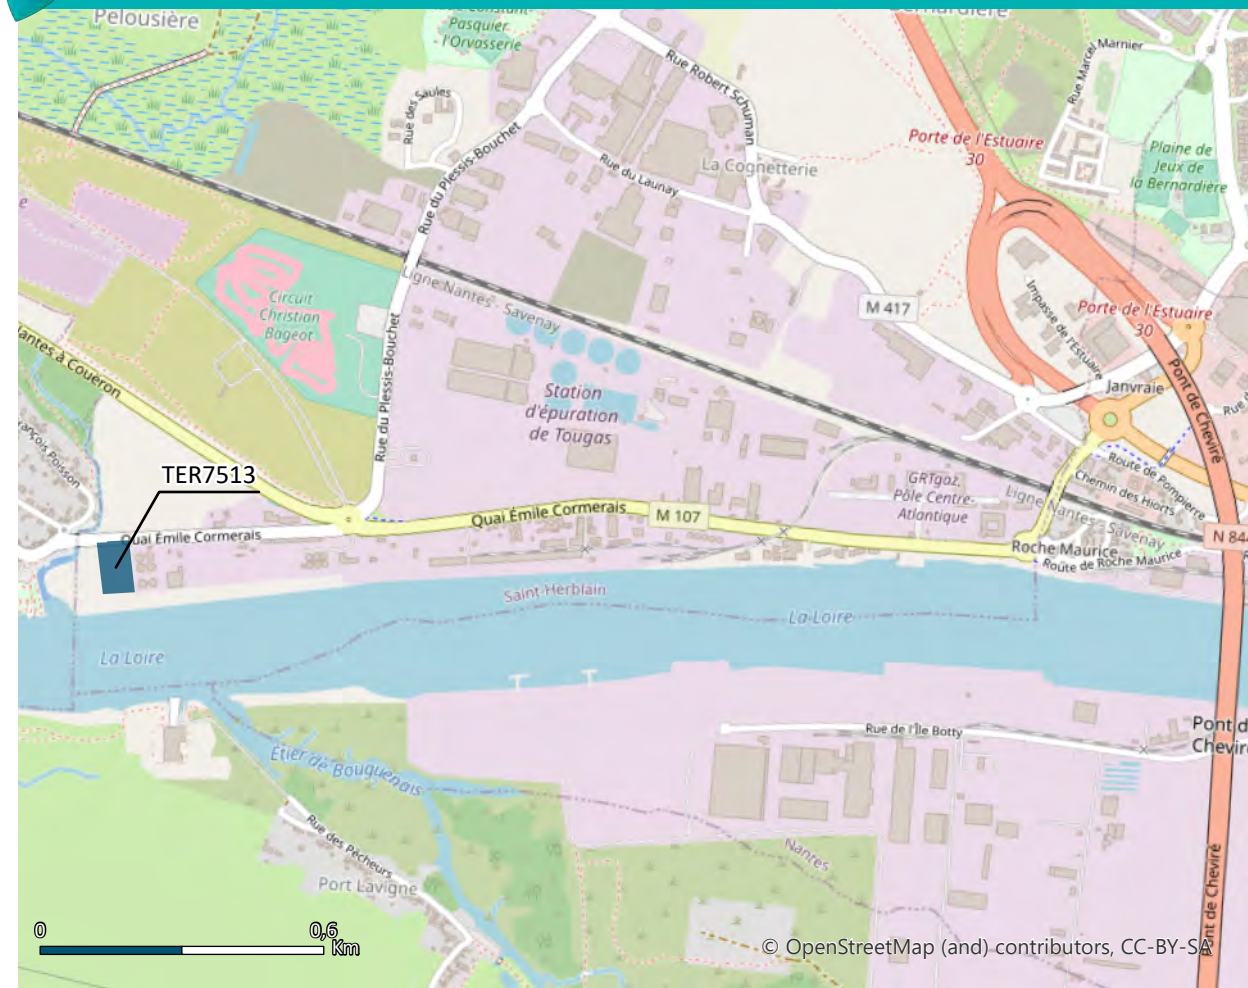 Pelousière
Constant-
Pasquier
- l'Orvasserie
Bernardière
Rue Marcel Marnier
Rue Robert Schuman
Rue des Saules
Porte de l'Estuaire
30
Plaine de
Jeux de
la Bernardière
La Cognetterie
Rue du Launay
Rue du Plessis-Bouchet
Ligne Nantes - Savenay
Circuit
Christian
Bageot
M 417
Impasse de l'Estuaire
Porte de l'Estuaire
30
Nantes à Couëron
Rue du Plessis-Bouchet
Station
d'épuration
de Tougas
Janvraie
Pont de Cheviré
Rue d
François Poisson
TER7513
Route de Pompierre
Chemin des Hiorts
GRTgaz,
Pôle Centre-
Atlantique
Ligne Nantes - Savenay
Quai Émile Cormerais
M 107
Quai Émile Cormerais
N 844
Roche Maurice
Route de Roche Maurice
Saint-Herblain
La Loire
La Loire
Rue de l'Île Botty
Pont d
Cheviré
Étier de Bouguenais
Rue des Pêcheurs
Nantes
Port Lavigne
Pont de Cheviré
0
0,6
Km
© OpenStreetMap (and) contributors, CC-BY-SA